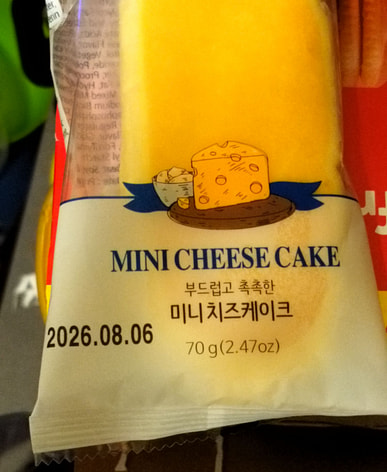 MINI CHEESE CAKE
부드럽고 촉촉한
미니치즈케이크
2026.08.06
70 g(2.47oz)